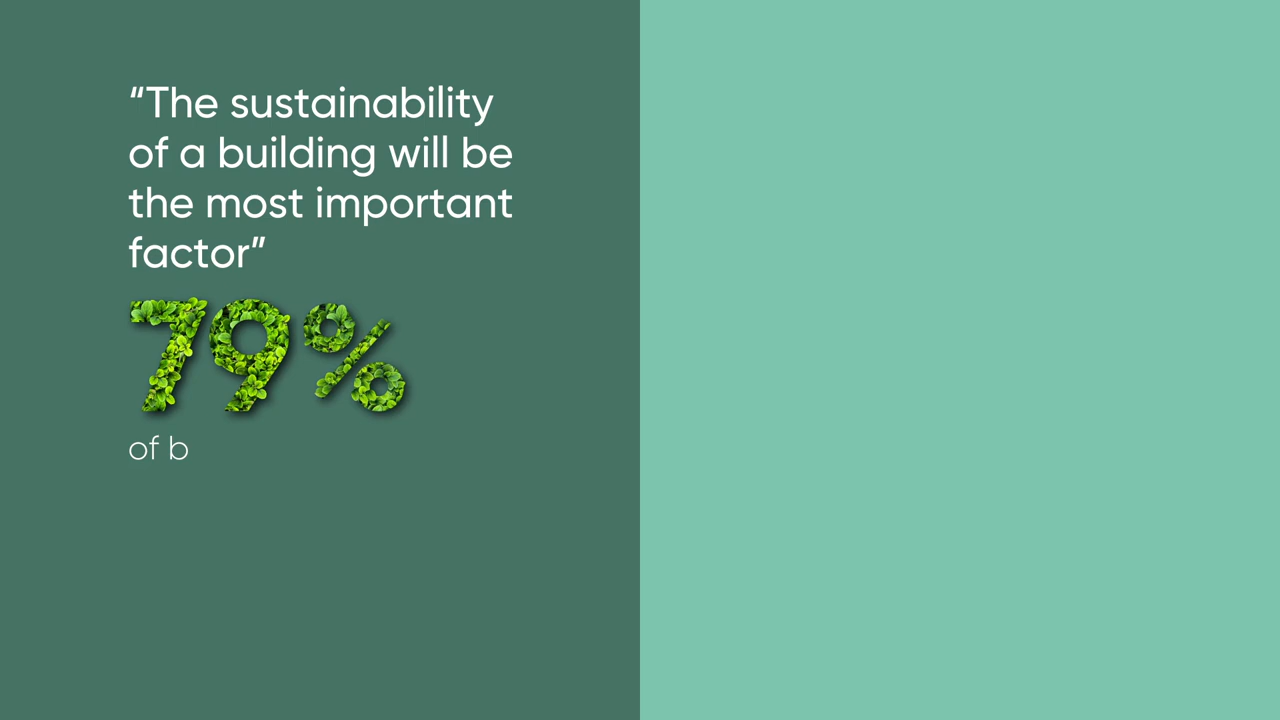 “The sustainability
of a building will be
the most important
factor”
79%
of b